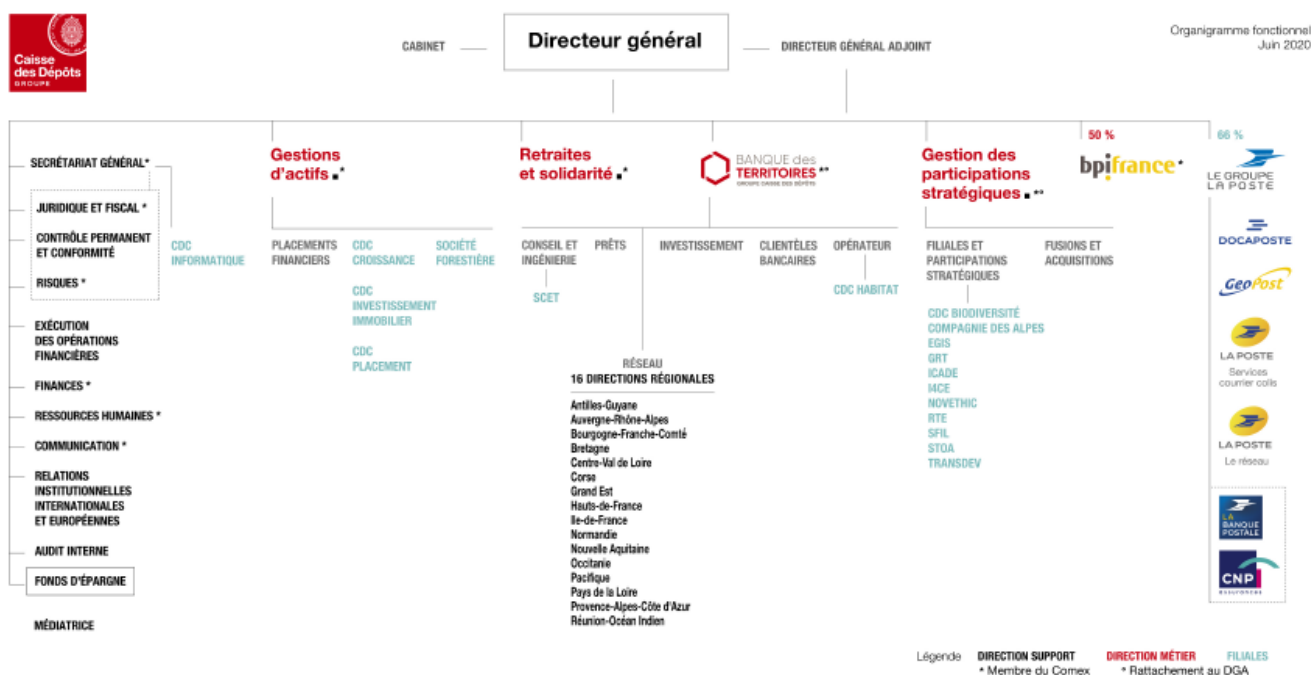 Caisse
des Dépôts
GROUPE
CABINET
Directeur général
DIRECTEUR GÉNÉRAL ADJOINT
Organigramme fonctionnel
Juin 2020
SECRÉTARIAT GÉNÉRAL*
JURIDIQUE ET FISCAL *
CONTRÔLE PERMANENT
ET CONFORMITÉ
RISQUES *
CDC
INFORMATIQUE
EXÉCUTION
DES OPÉRATIONS
FINANCIÈRES
FINANCES *
RESSOURCES HUMAINES *
COMMUNICATION *
RELATIONS
INSTITUTIONNELLES
INTERNATIONALES
ET EUROPÉENNES
AUDIT INTERNE
FONDS D'ÉPARGNE
MÉDIATRICE
Gestions
d'actifs ▪*
PLACEMENTS
FINANCIERS
CDC
CROISSANCE
CDC
INVESTISSEMENT
IMMOBILIER
CDC
PLACEMENT
SOCIÉTÉ
FORESTIÈRE
Retraites
et solidarité ▪*
BANQUE des
TERRITOIRES **
GROUPE CAISSE DES DÉPÔTS
CONSEIL ET
INGÉNIERIE
SCET
PRÊTS
INVESTISSEMENT
CLIENTÈLES
BANCAIRES
OPÉRATEUR
CDC HABITAT
RÉSEAU
16 DIRECTIONS RÉGIONALES
Antilles-Guyane
Auvergne-Rhône-Alpes
Bourgogne-Franche-Comté
Bretagne
Centre-Val de Loire
Corse
Grand Est
Hauts-de-France
Ile-de-France
Normandie
Nouvelle Aquitaine
Occitanie
Pacifique
Pays de la Loire
Provence-Alpes-Côte d'Azur
Réunion-Océan Indien
Gestion des
participations
stratégiques ▪**
FILIALES ET
PARTICIPATIONS
STRATÉGIQUES
CDC BIODIVERSITÉ
COMPAGNIE DES ALPES
EGIS
GRT
ICADE
I4CE
NOVETHIC
RTE
SFIL
STOA
TRANSDEV
FUSIONS ET
ACQUISITIONS
50 %
bpifrance *
66 %
LE GROUPE
LA POSTE
DOCAPOSTE
GeoPost
LA POSTE
Services
courrier colis
LA POSTE
Le réseau
LA
BANQUE
POSTALE
CNP
assurances
Légende DIRECTION SUPPORT DIRECTION MÉTIER FILIALES
* Membre du Comex * Rattachement au DGA